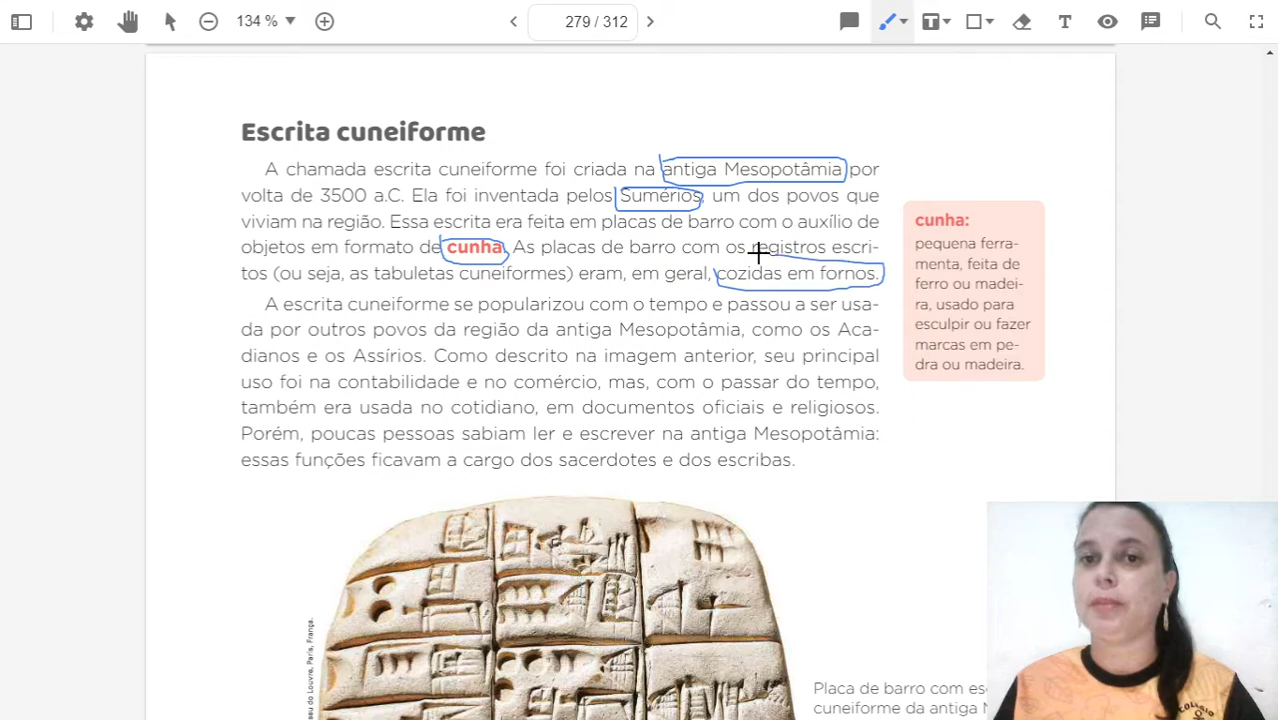 134 %
279 / 312
Escrita cuneiforme
A chamada escrita cuneiforme foi criada na antiga Mesopotâmia por
volta de 3500 a.C. Ela foi inventada pelos Sumérios, um dos povos que
viviam na região. Essa escrita era feita em placas de barro com o auxílio de
objetos em formato de cunha. As placas de barro com os registros escri-
tos (ou seja, as tabuletas cuneiformes) eram, em geral, cozidas em fornos.
A escrita cuneiforme se popularizou com o tempo e passou a ser usa-
da por outros povos da região da antiga Mesopotâmia, como os Aca-
dianos e os Assírios. Como descrito na imagem anterior, seu principal
uso foi na contabilidade e no comércio, mas, com o passar do tempo,
também era usada no cotidiano, em documentos oficiais e religiosos.
Porém, poucas pessoas sabiam ler e escrever na antiga Mesopotâmia:
essas funções ficavam a cargo dos sacerdotes e dos escribas.
cunha:
pequena ferra-
menta, feita de
ferro ou madei-
ra, usado para
esculpir ou fazer
marcas em pe-
dra ou madeira.
do Louvre, Paris, França.
Placa de barro com
cuneiforme da antiga